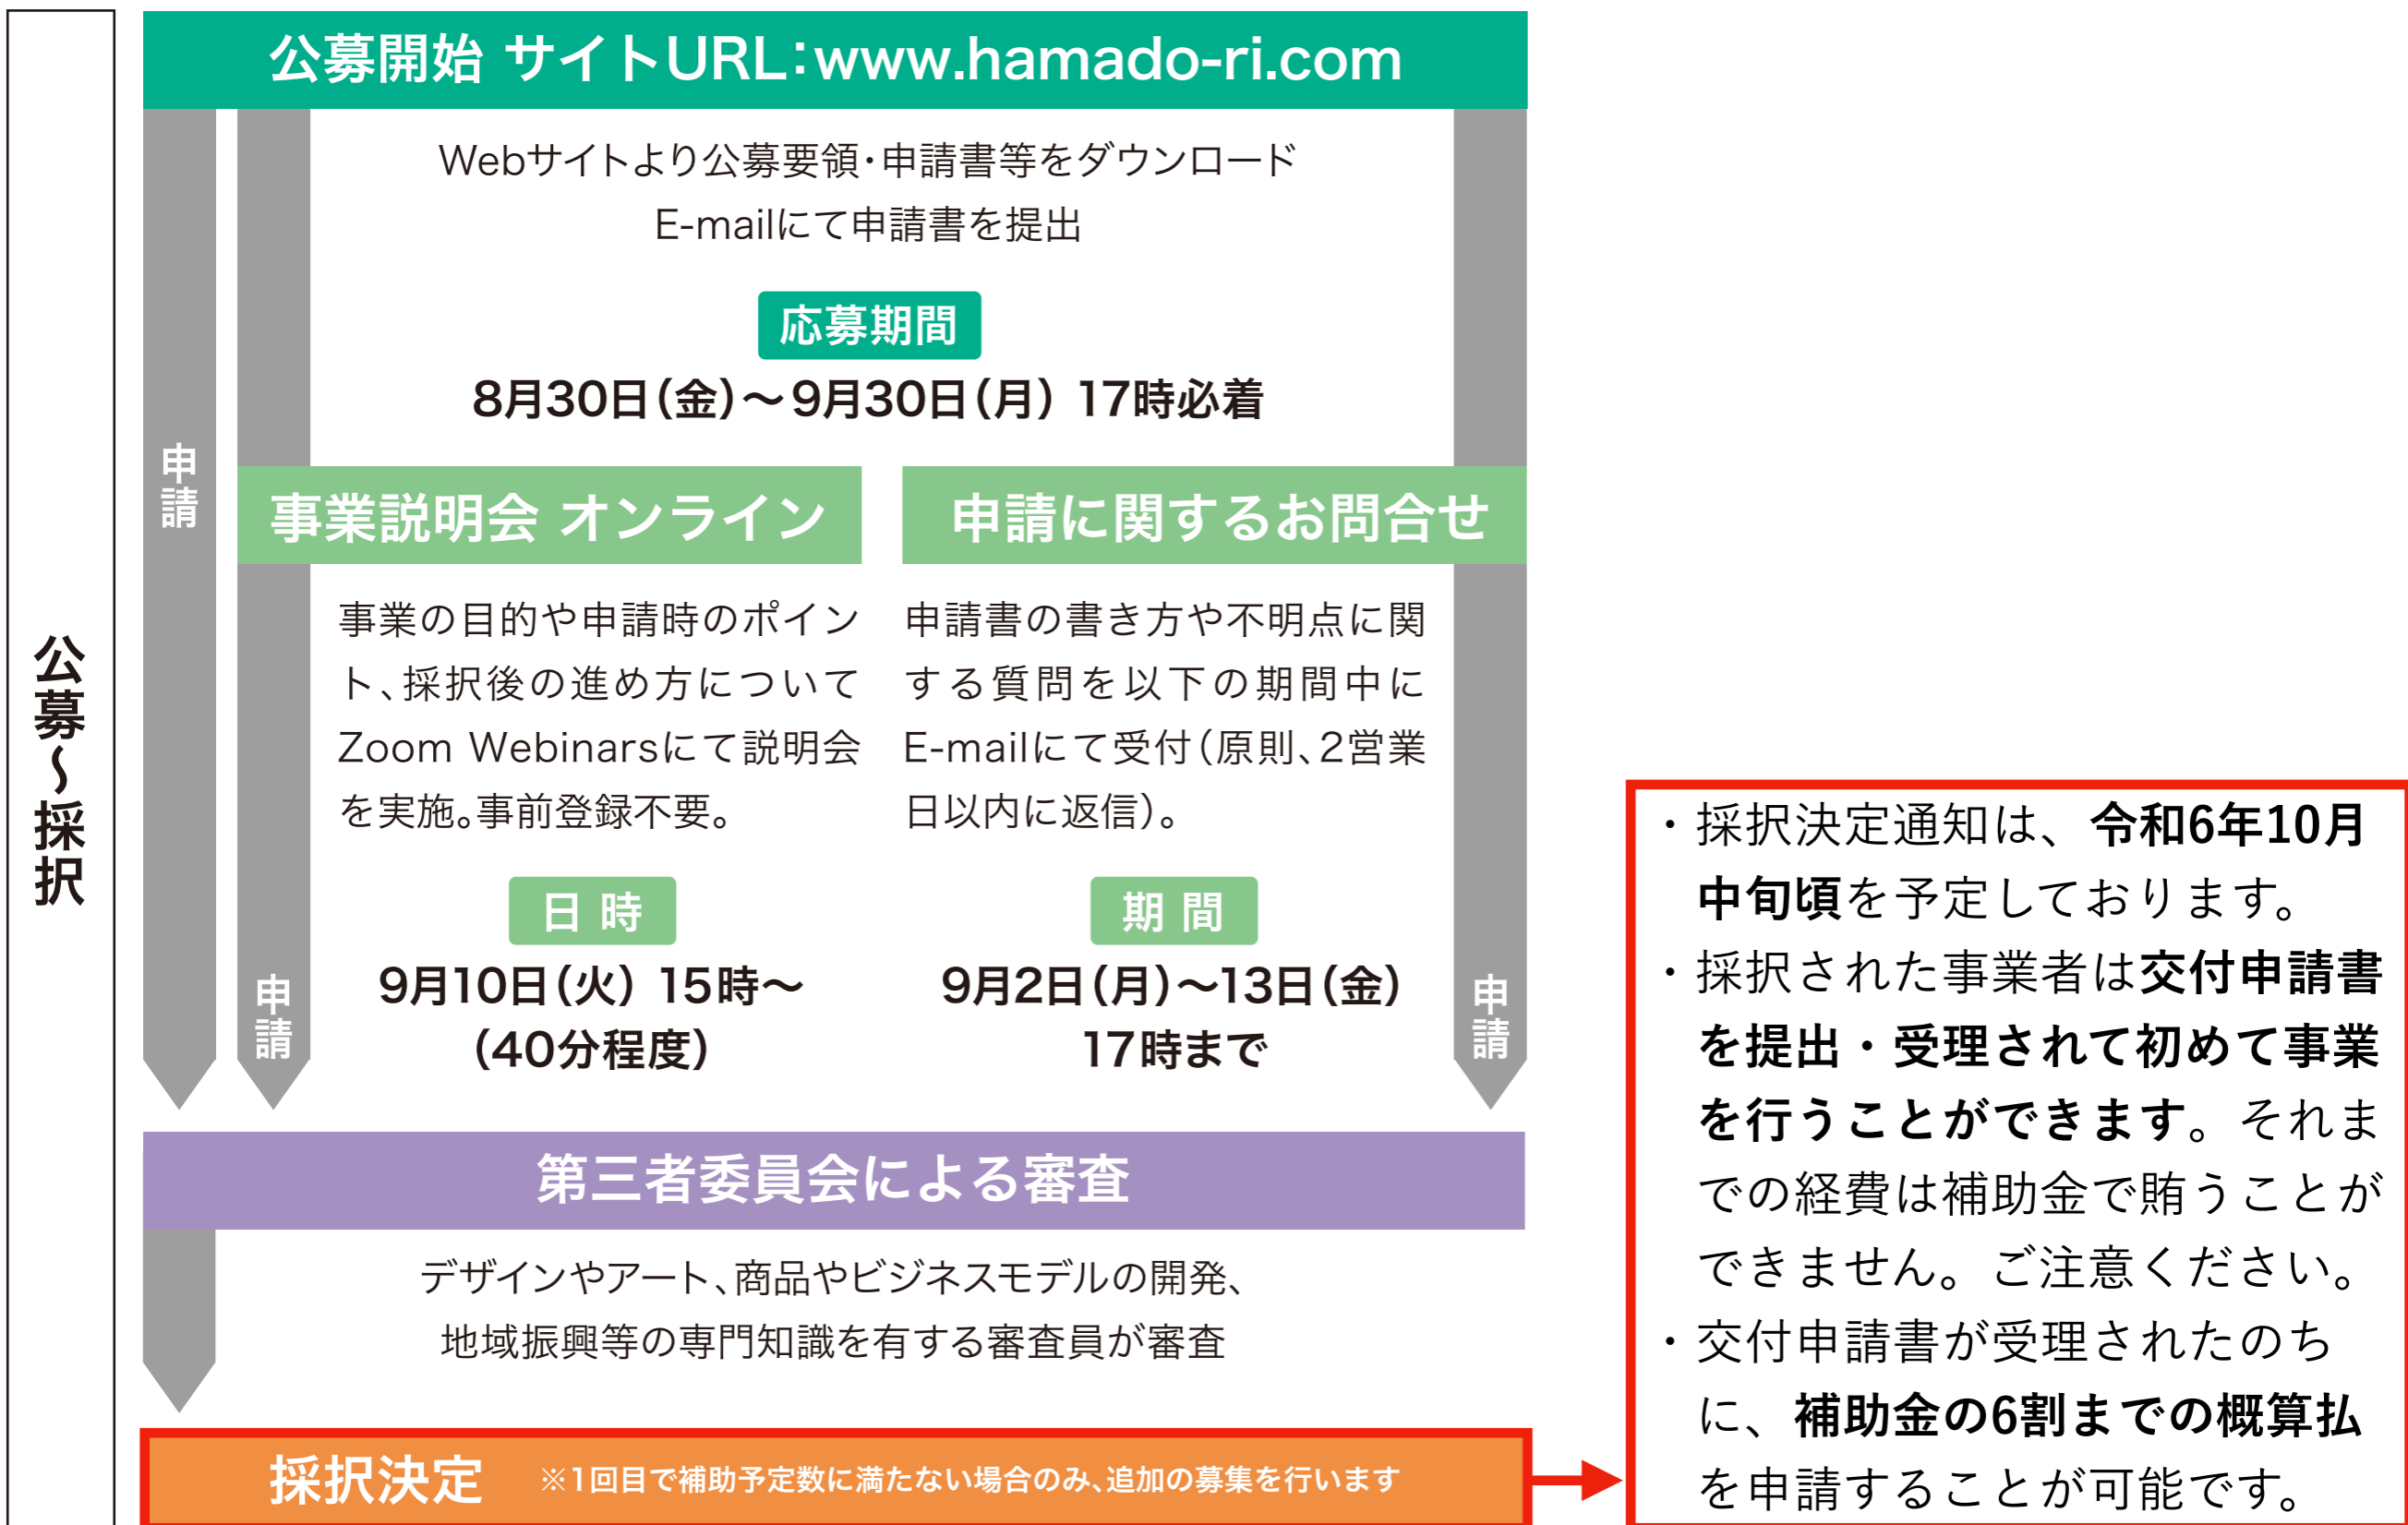 公募〜採択
公募開始 サイトURL：www.hamado-ri.com
Webサイトより公募要領・申請書等をダウンロード
E-mailにて申請書を提出
応募期間
8月30日（金）〜9月30日（月） 17時必着
申請
事業説明会 オンライン
事業の目的や申請時のポイン
ト、採択後の進め方について
Zoom Webinarsにて説明会
を実施。事前登録不要。
日時
9月10日（火） 15時〜
（40分程度）
申請
申請に関するお問合せ
申請書の書き方や不明点に関
する質問を以下の期間中に
E-mailにて受付（原則、2営業
日以内に返信）。
期間
9月2日（月）〜13日（金）
17時まで
申請
第三者委員会による審査
デザインやアート、商品やビジネスモデルの開発、
地域振興等の専門知識を有する審査員が審査
採択決定 ※1回目で補助予定数に満たない場合のみ、追加の募集を行います
・採択決定通知は、令和6年10月
中旬頃を予定しております。
・採択された事業者は交付申請書
を提出・受理されて初めて事業
を行うことができます。それま
での経費は補助金で賄うことが
できません。ご注意ください。
・交付申請書が受理されたのち
に、補助金の6割までの概算払
を申請することが可能です。